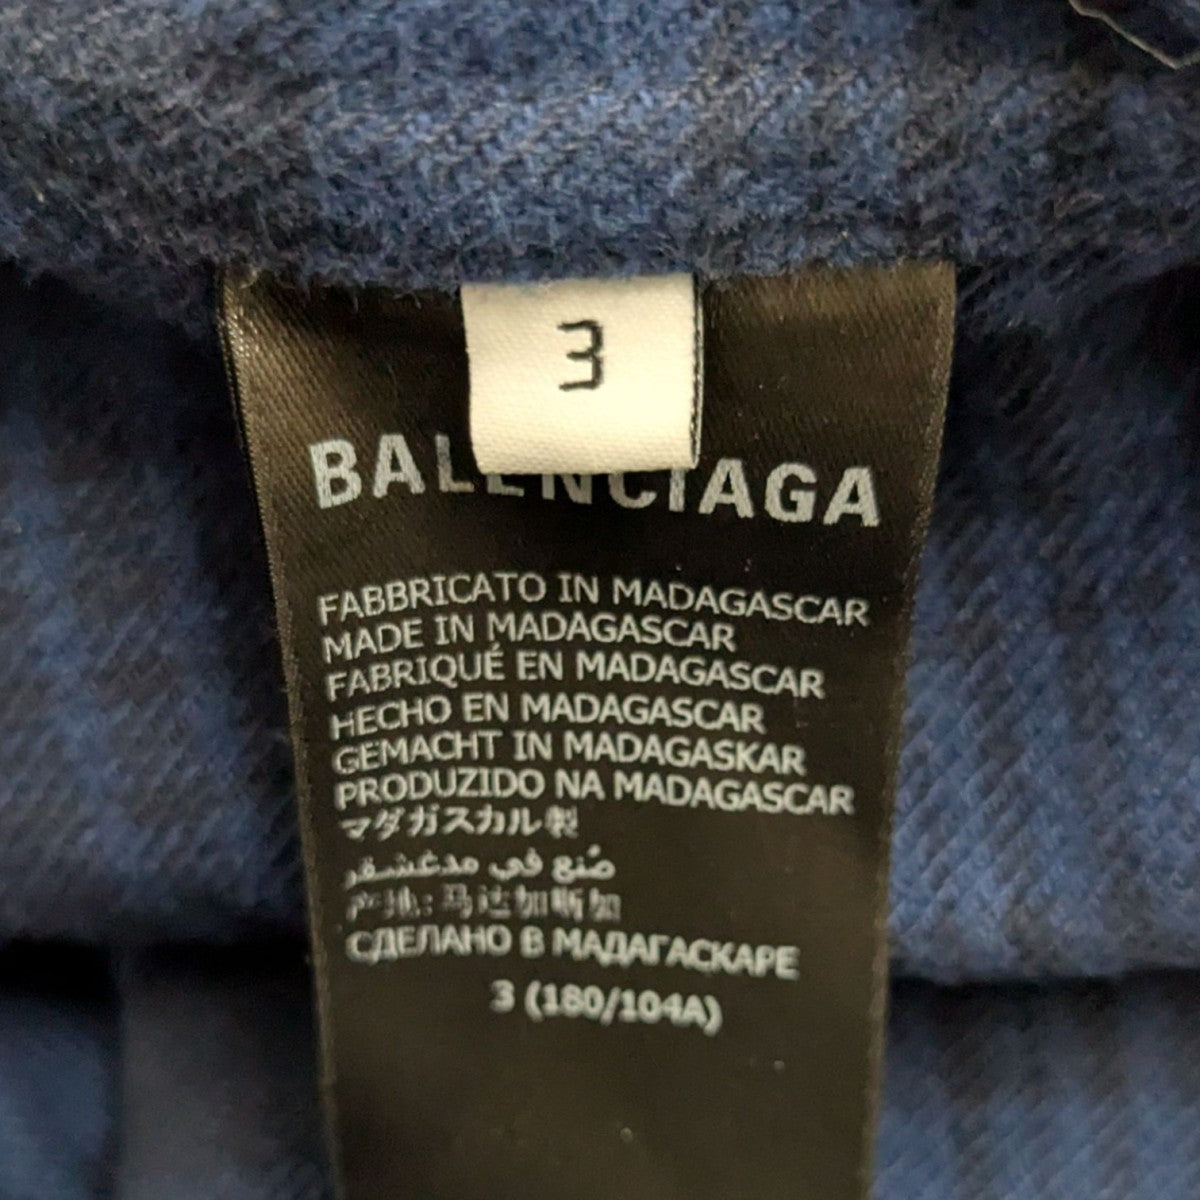 3
BALENCIAGA
FABBRICATO IN MADAGASCAR
MADE IN MADAGASCAR
FABRIQUÉ EN MADAGASCAR
HECHO EN MADAGASCAR
GEMACHT IN MADAGASKAR
PRODUZIDO NA MADAGASCAR
マダガスカル製
صُنع في مدغشقر
产地: 马达加斯加
СДЕЛАНО В МАДАГАСКАРЕ
3 (180/104A)